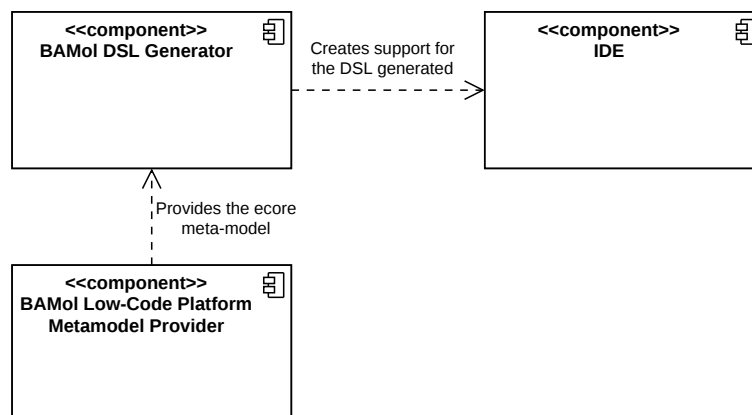 <<component>>
BAMol DSL Generator
Creates support for
the DSL generated
<<component>>
IDE
Provides the ecore
meta-model
<<component>>
BAMol Low-Code Platform
Metamodel Provider